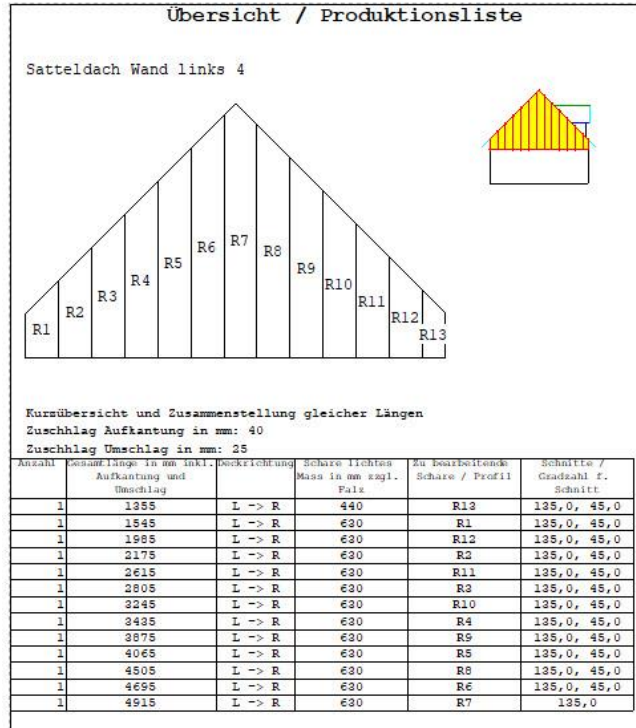 Übersicht / Produktionsliste
Satteldach Wand links 4
R1
R2
R3
R4
R5
R6
R7
R8
R9
R10
R11
R12
R13
Kurzübersicht und Zusammenstellung gleicher Längen
Zuschhlag Aufkantung in mm: 40
Zuschhlag Umschlag in mm: 25
Anzahl Gesamtlänge in mm inkl. Aufkantung und Umschlag Deckrichtung Schare lichtes Mass in mm zzgl. Falz Zu bearbeitende Schare / Profil Schnitte / Gradzahl f. Schnitt
1 1355 L -> R 440 R13 135,0, 45,0
1 1545 L -> R 630 R1 135,0, 45,0
1 1985 L -> R 630 R12 135,0, 45,0
1 2175 L -> R 630 R2 135,0, 45,0
1 2615 L -> R 630 R11 135,0, 45,0
1 2805 L -> R 630 R3 135,0, 45,0
1 3245 L -> R 630 R10 135,0, 45,0
1 3435 L -> R 630 R4 135,0, 45,0
1 3875 L -> R 630 R9 135,0, 45,0
1 4065 L -> R 630 R5 135,0, 45,0
1 4505 L -> R 630 R8 135,0, 45,0
1 4695 L -> R 630 R6 135,0, 45,0
1 4915 L -> R 630 R7 135,0